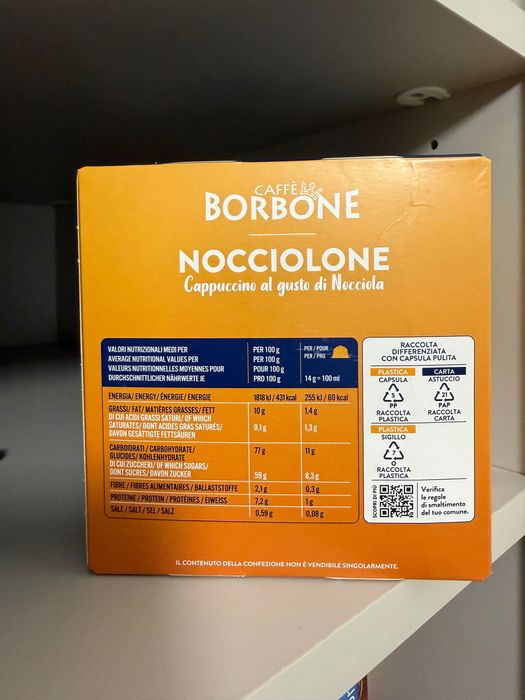 CAFFÈ
BORBONE
NOCCIOLONE
Cappuccino al gusto di Nocciola
VALORI NUTRIZIONALI MEDI PER
AVERAGE NUTRITIONAL VALUES PER
VALEURS NUTRITIONNELLES MOYENNES POUR
DURCHSCHNITTLICHER NÄHRWERTE JE
PER 100 g
PER 100 g
POUR 100 g
PRO 100 g
PER / POUR
PER / PRO
14 g = 100 ml
ENERGIA / ENERGY / ÉNERGIE / ENERGIE 1818 kJ / 431 kcal 255 kJ / 60 kcal
GRASSI / FAT / MATIÈRES GRASSES / FETT 10 g 1,4 g
DI CUI ACIDI GRASSI SATURI / OF WHICH
SATURATES / DONT ACIDES GRAS SATURÉS / 9,1 g 1,3 g
DAVON GESÄTTIGTE FETTSÄUREN
CARBOIDRATI / CARBOHYDRATE / 77 g 11 g
GLUCIDES / KOHLENHYDRATE
DI CUI ZUCCHERI / OF WHICH SUGARS /
DONT SUCRES / DAVON ZUCKER 59 g 8,3 g
FIBRE / FIBRES ALIMENTAIRES / BALLASTSTOFFE 2,1 g 0,3 g
PROTEINE / PROTEIN / PROTÉINES / EIWEISS 7,2 g 1 g
SALE / SALT / SEL / SALZ 0,59 g 0,08 g
RACCOLTA
DIFFERENZIATA
CON CAPSULA PULITA
PLASTICA
CAPSULA
5
PP
RACCOLTA
PLASTICA
CARTA
ASTUCCIO
21
PAP
RACCOLTA
CARTA
PLASTICA
SIGILLO
7
O
RACCOLTA
PLASTICA
SCOPRI DI PIÙ
Verifica
le regole
di smaltimento
del tuo comune.
IL CONTENUTO DELLA CONFEZIONE NON È VENDIBILE SINGOLARMENTE.